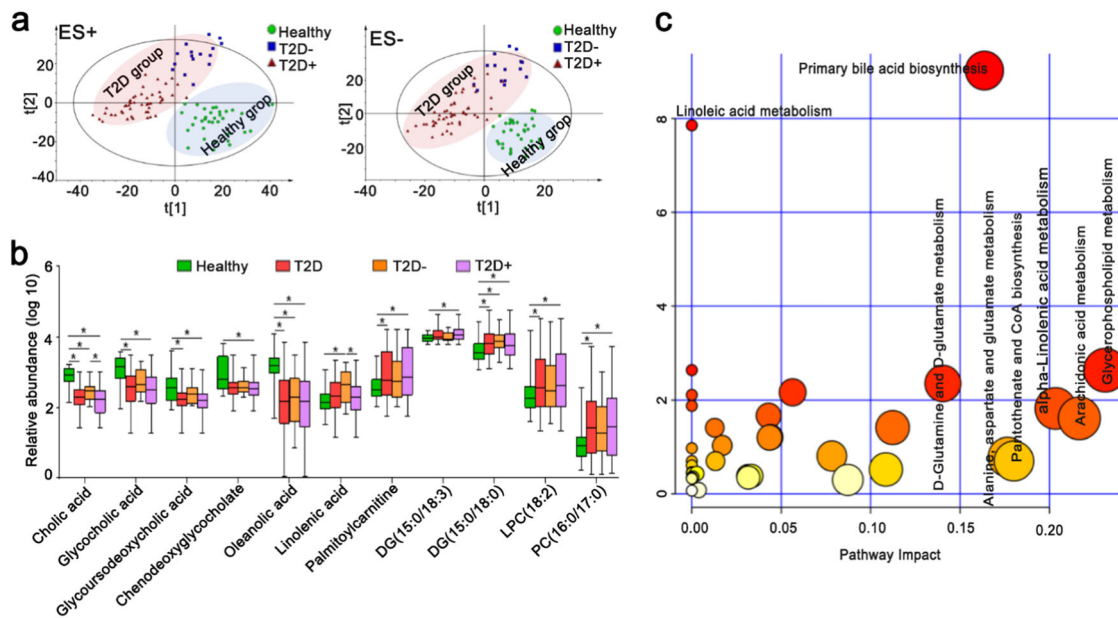 a
ES+
Healthy
T2D-
T2D+
T2D group
Healthy grop
t[2]
20
0
-20
-40
-40
-20
0
20
40
t[1]
ES-
Healthy
T2D-
T2D+
T2D group
Healthy grop
t[2]
20
0
-20
-40
-40
-20
0
20
40
t[1]
b
Healthy
T2D
T2D-
T2D+
Relative abundance (log 10)
6
4
2
0
* * * * * * * * * * * * * * * * * * * * * * * *
Cholic acid
Glycocholic acid
Glycoursodeoxycholic acid
Chenodeoxyglycocholate
Oleanolic acid
Linolenic acid
Palmitoylcarnitine
DG(15:0/18:3)
DG(15:0/18:0)
LPC(18:2)
PC(16:0/17:0)
c
Primary bile acid biosynthesis
Linoleic acid metabolism
D-Glutamine and D-glutamate metabolism
Alanine, aspartate and glutamate metabolism
Pantothenate and CoA biosynthesis
alpha-Linolenic acid metabolism
Arachidonic acid metabolism
Glycerophospholipid metabolism
8
6
4
2
0
0.00
0.05
0.10
0.15
0.20
Pathway Impact